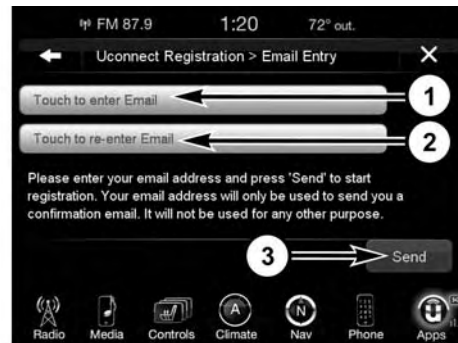 FM 87.9 1:20 72° out.
Uconnect Registration > Email Entry X
Touch to enter Email 1
Touch to re-enter Email 2
Please enter your email address and press 'Send' to start
registration. Your email address will only be used to send you a
confirmation email. It will not be used for any other purpose.
3 Send
A N
Radio Media Controls Climate Nav Phone Apps